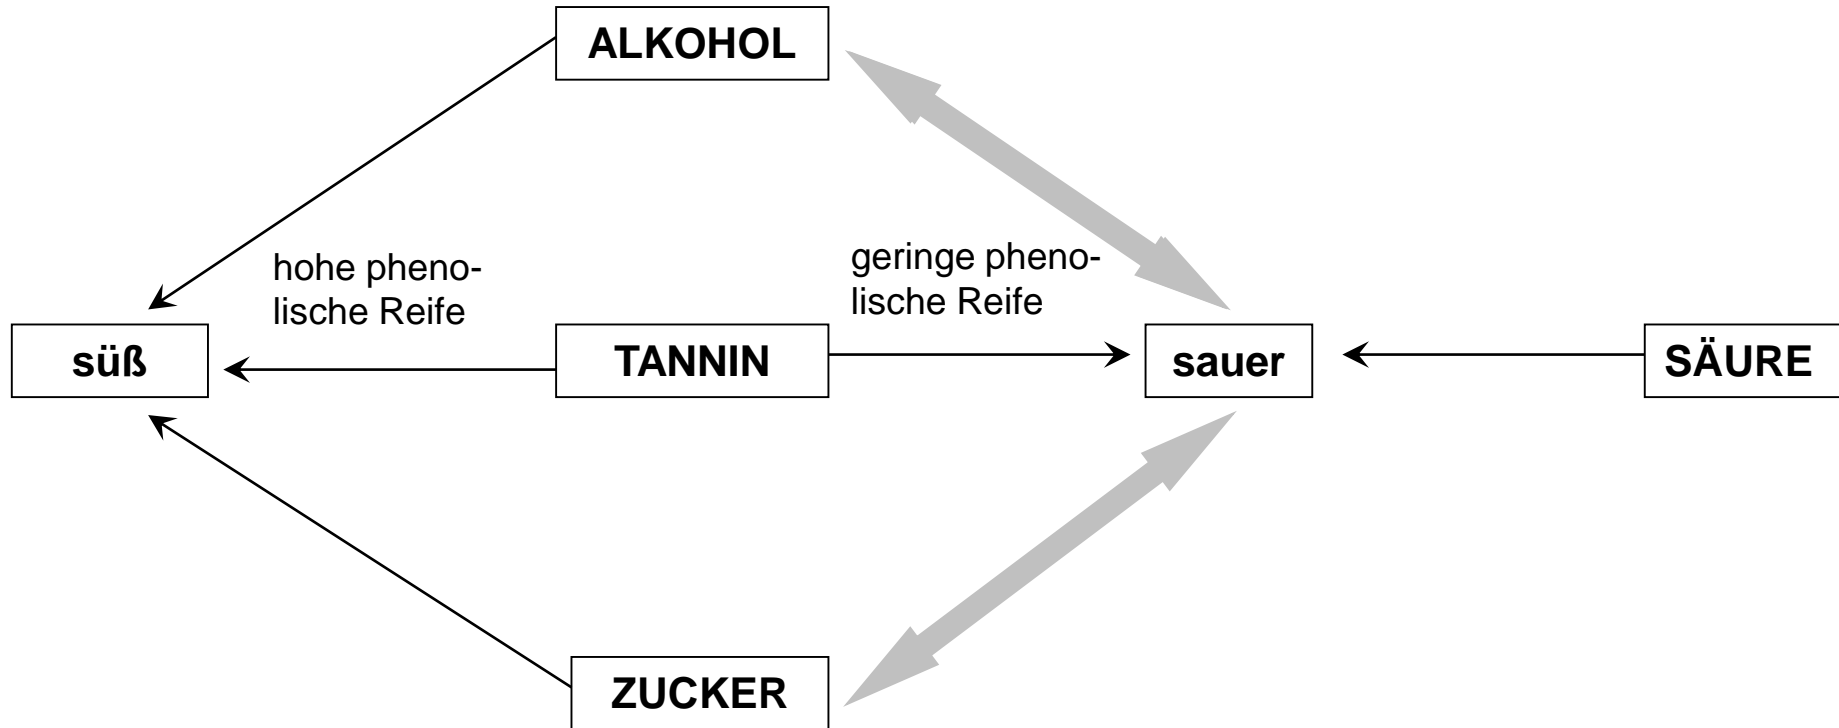 ALKOHOL
hohe pheno-
lische Reife
geringe pheno-
lische Reife
süß
TANNIN
sauer
SÄURE
ZUCKER